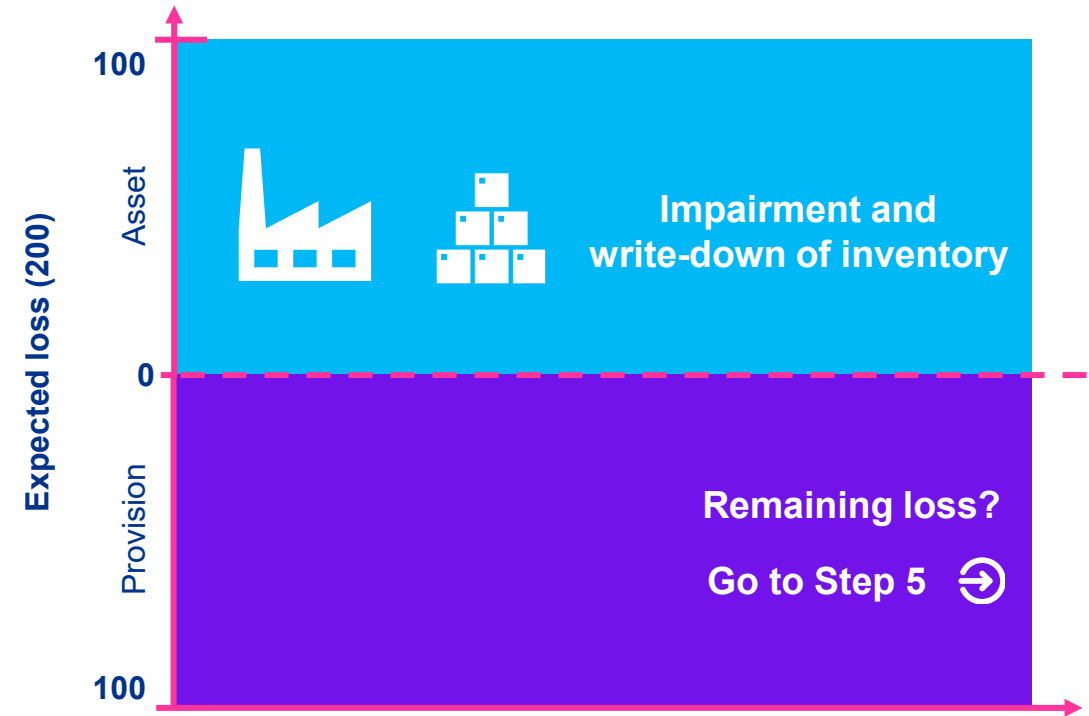 100
Asset
Expected loss (200)
Impairment and
write-down of inventory
0
Provision
Remaining loss?
Go to Step 5
100